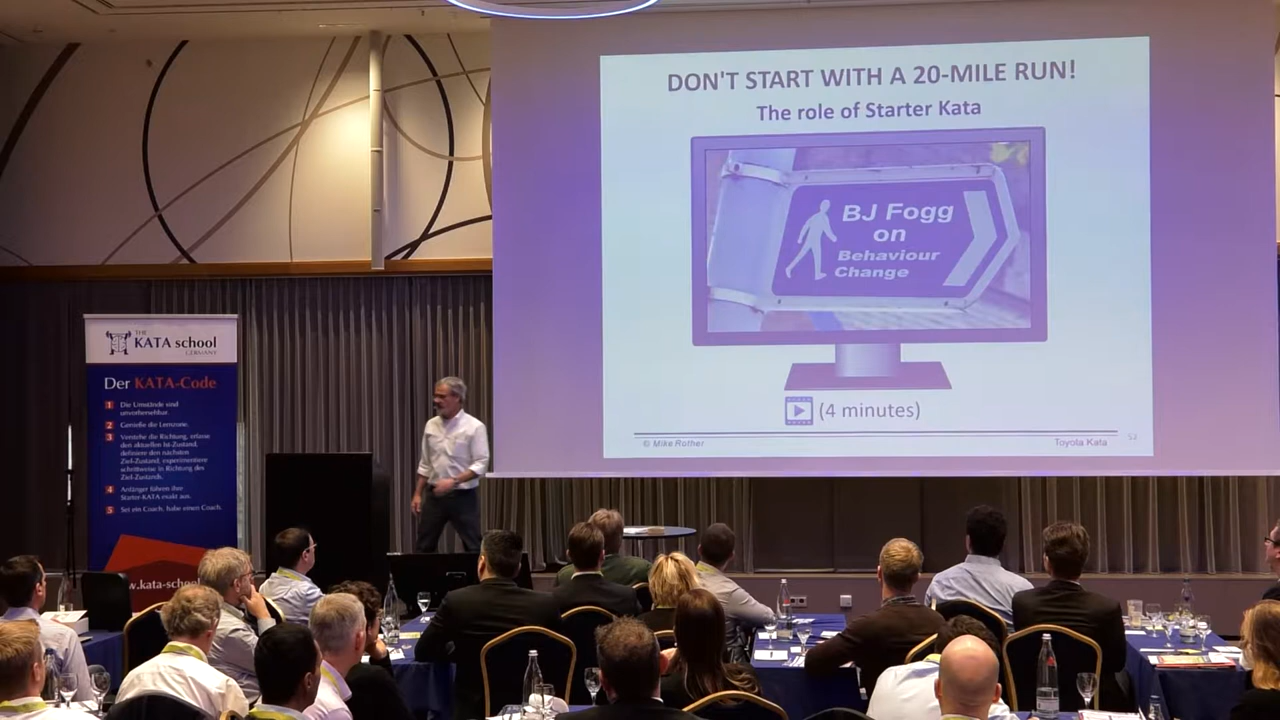 DON'T START WITH A 20-MILE RUN!
The role of Starter Kata
BJ Fogg
on
Behaviour
Change
(4 minutes)
© Mike Rother
Toyota Kata
52
THE
KATA school
GERMANY
Der KATA-Code
1 Die Umstände sind
unvorhersehbar.
2 Genieße die Lernzone.
3 Verstehe die Richtung, erfasse
den aktuellen Ist-Zustand,
definiere den nächsten
Ziel-Zustand, experimentiere
schrittweise in Richtung des
Ziel-Zustands.
4 Anfänger führen ihre
Starter-KATA exakt aus.
5 Sei ein Coach, habe einen Coach.
w.kata-school